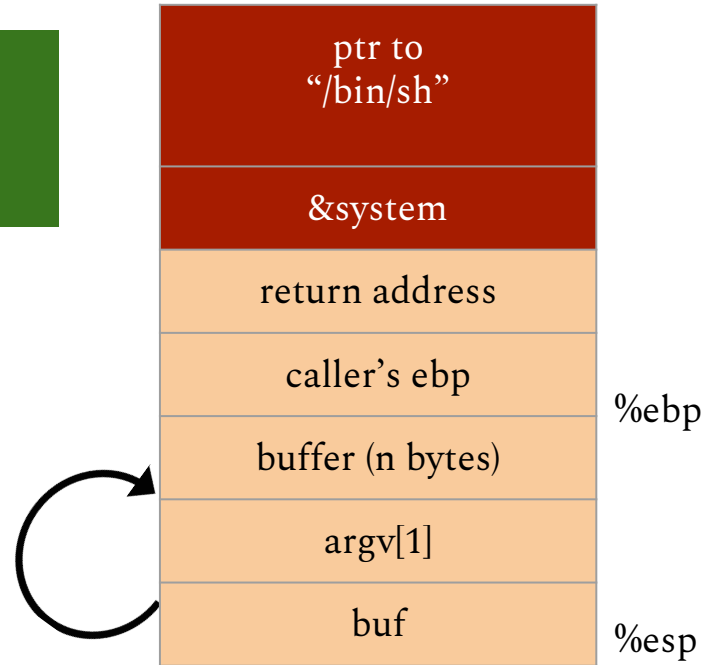 ptr to
“/bin/sh”
&system
return address
caller’s ebp
%ebp
buffer (n bytes)
argv[1]
buf
%esp